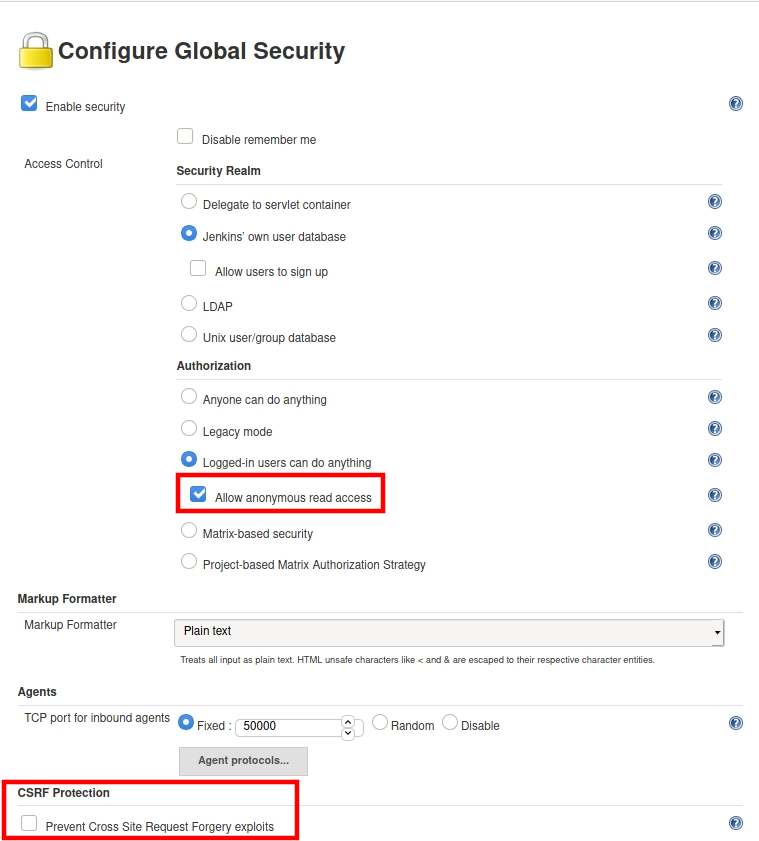 Configure Global Security
Enable security
Disable remember me
Access Control
Security Realm
Delegate to servlet container
Jenkins' own user database
Allow users to sign up
LDAP
Unix user/group database
Authorization
Anyone can do anything
Legacy mode
Logged-in users can do anything
Allow anonymous read access
Matrix-based security
Project-based Matrix Authorization Strategy
Markup Formatter
Markup Formatter Plain text
Treats all input as plain text. HTML unsafe characters like < and & are escaped to their respective character entities.
Agents
TCP port for inbound agents Fixed : 50000 Random Disable
Agent protocols...
CSRF Protection
Prevent Cross Site Request Forgery exploits